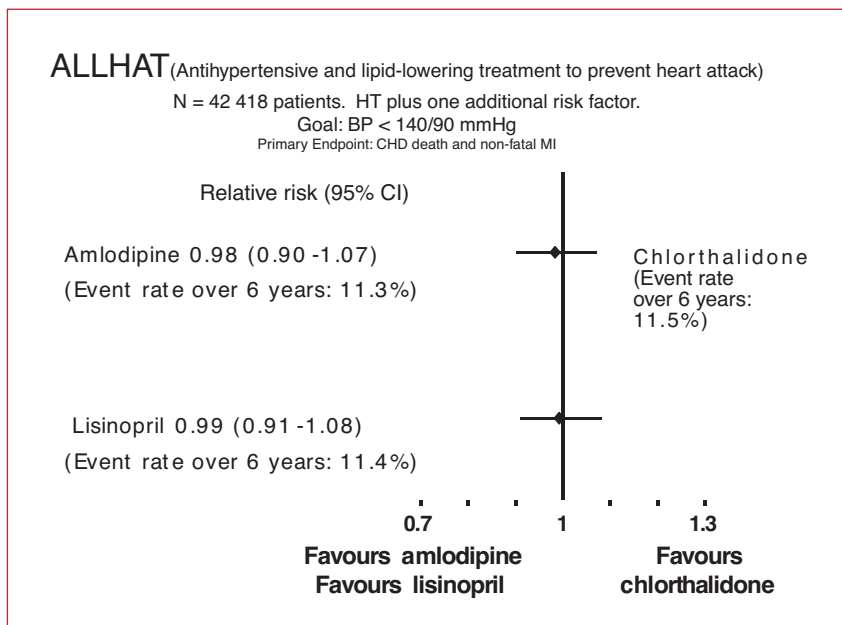 ALLHAT(Antihypertensive and lipid-lowering treatment to prevent heart attack)
N = 42 418 patients.  HT plus one additional risk factor.
Goal: BP < 140/90 mmHg
Primary Endpoint: CHD death and non-fatal MI
Relative risk (95% CI)
Amlodipine 0.98 (0.90 -1.07)
(Event rate over 6 years: 11.3%)
Chlorthalidone
(Event rate
over 6 years:
11.5%)
Lisinopril 0.99 (0.91 -1.08)
(Event rate over 6 years: 11.4%)
0.7 1 1.3
Favours amlodipine
Favours lisinopril
Favours
chlorthalidone